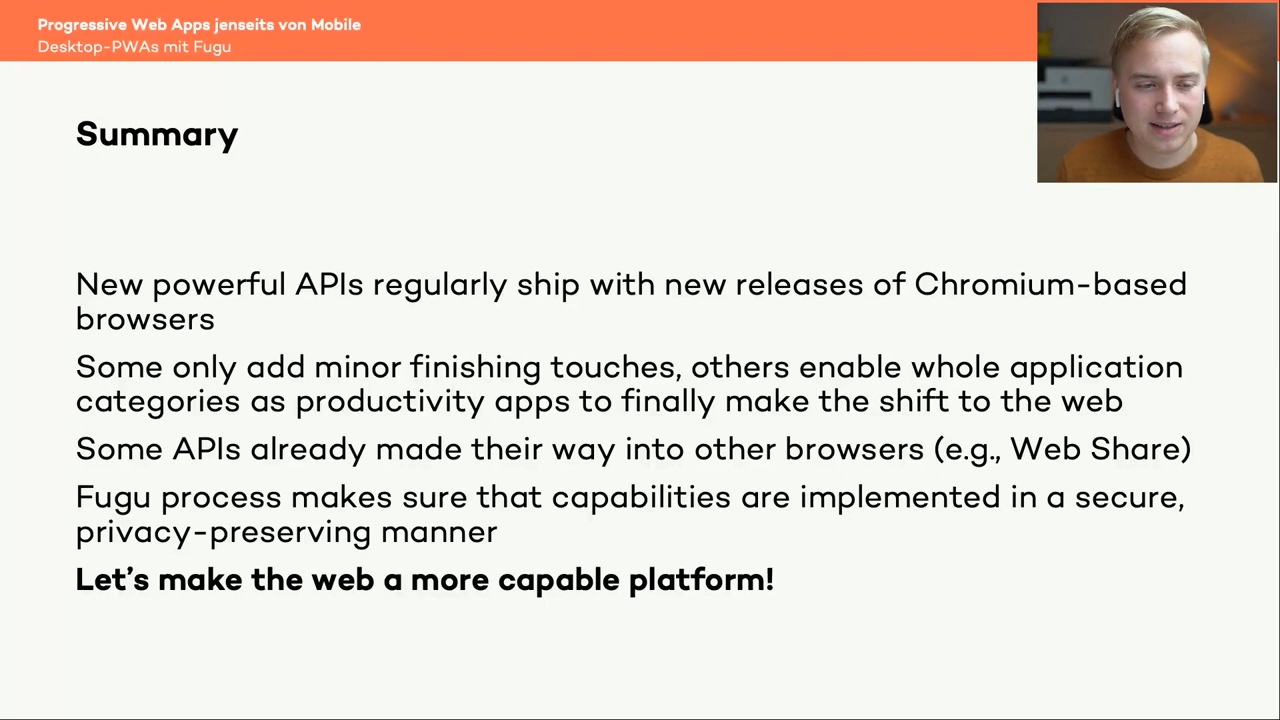 Progressive Web Apps jenseits von Mobile
Desktop-PWAs mit Fugu
Summary
New powerful APIs regularly ship with new releases of Chromium-based
browsers
Some only add minor finishing touches, others enable whole application
categories as productivity apps to finally make the shift to the web
Some APIs already made their way into other browsers (e.g., Web Share)
Fugu process makes sure that capabilities are implemented in a secure,
privacy-preserving manner
Let’s make the web a more capable platform!